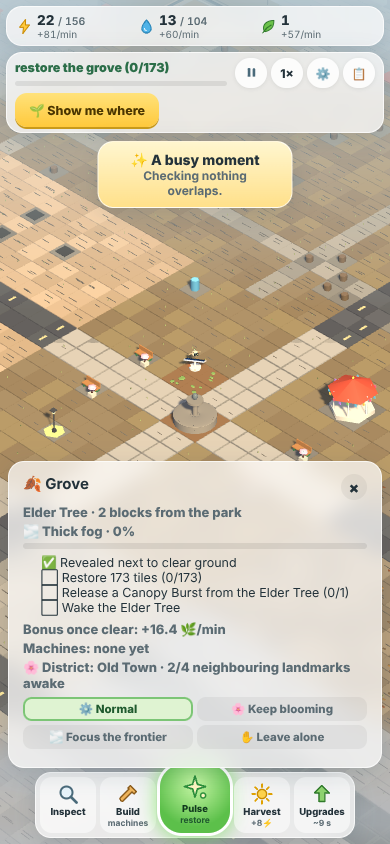 22 / 156
+81/min
13 / 104
+60/min
1
+57/min
restore the grove (0/173)
1×
Show me where
A busy moment
Checking nothing
overlaps.
Grove
Elder Tree · 2 blocks from the park
Thick fog · 0%
Revealed next to clear ground
Restore 173 tiles (0/173)
Release a Canopy Burst from the Elder Tree (0/1)
Wake the Elder Tree
Bonus once clear: +16.4 /min
Machines: none yet
District: Old Town · 2/4 neighbouring landmarks
awake
Normal
Keep blooming
Focus the frontier
Leave alone
Inspect
Build
machines
Pulse
restore
Harvest
+8
Upgrades
~9 s